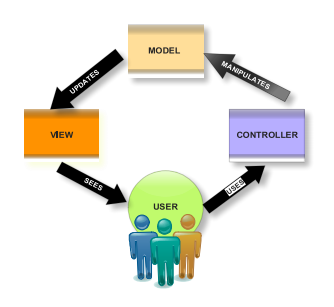 MODEL
UPDATES
MANIPULATES
VIEW
CONTROLLER
SEES
USER
USES